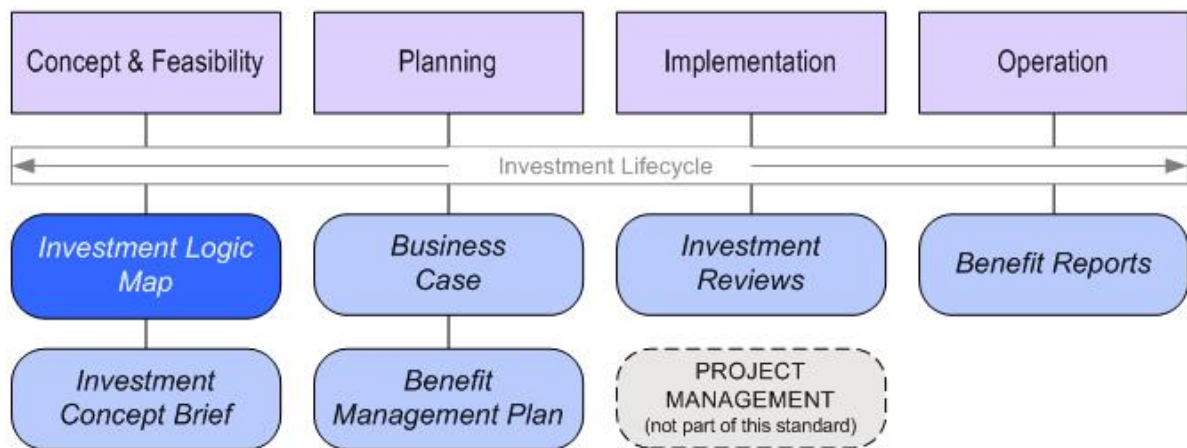 Concept & Feasibility
Planning
Implementation
Operation
Investment Lifecycle
Investment Logic
Map
Business
Case
Investment
Reviews
Benefit Reports
Investment
Concept Brief
Benefit
Management Plan
PROJECT
MANAGEMENT
(not part of this standard)